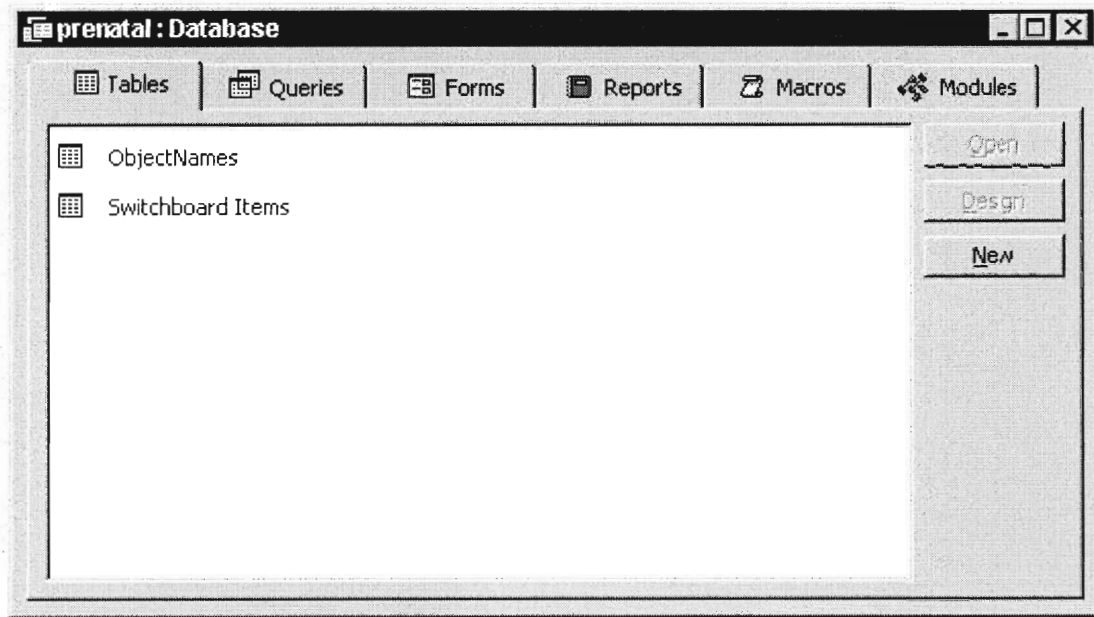 prenatal : Database
Tables Queries Forms Reports Macros Modules
ObjectNames Open
Switchboard Items Design
New